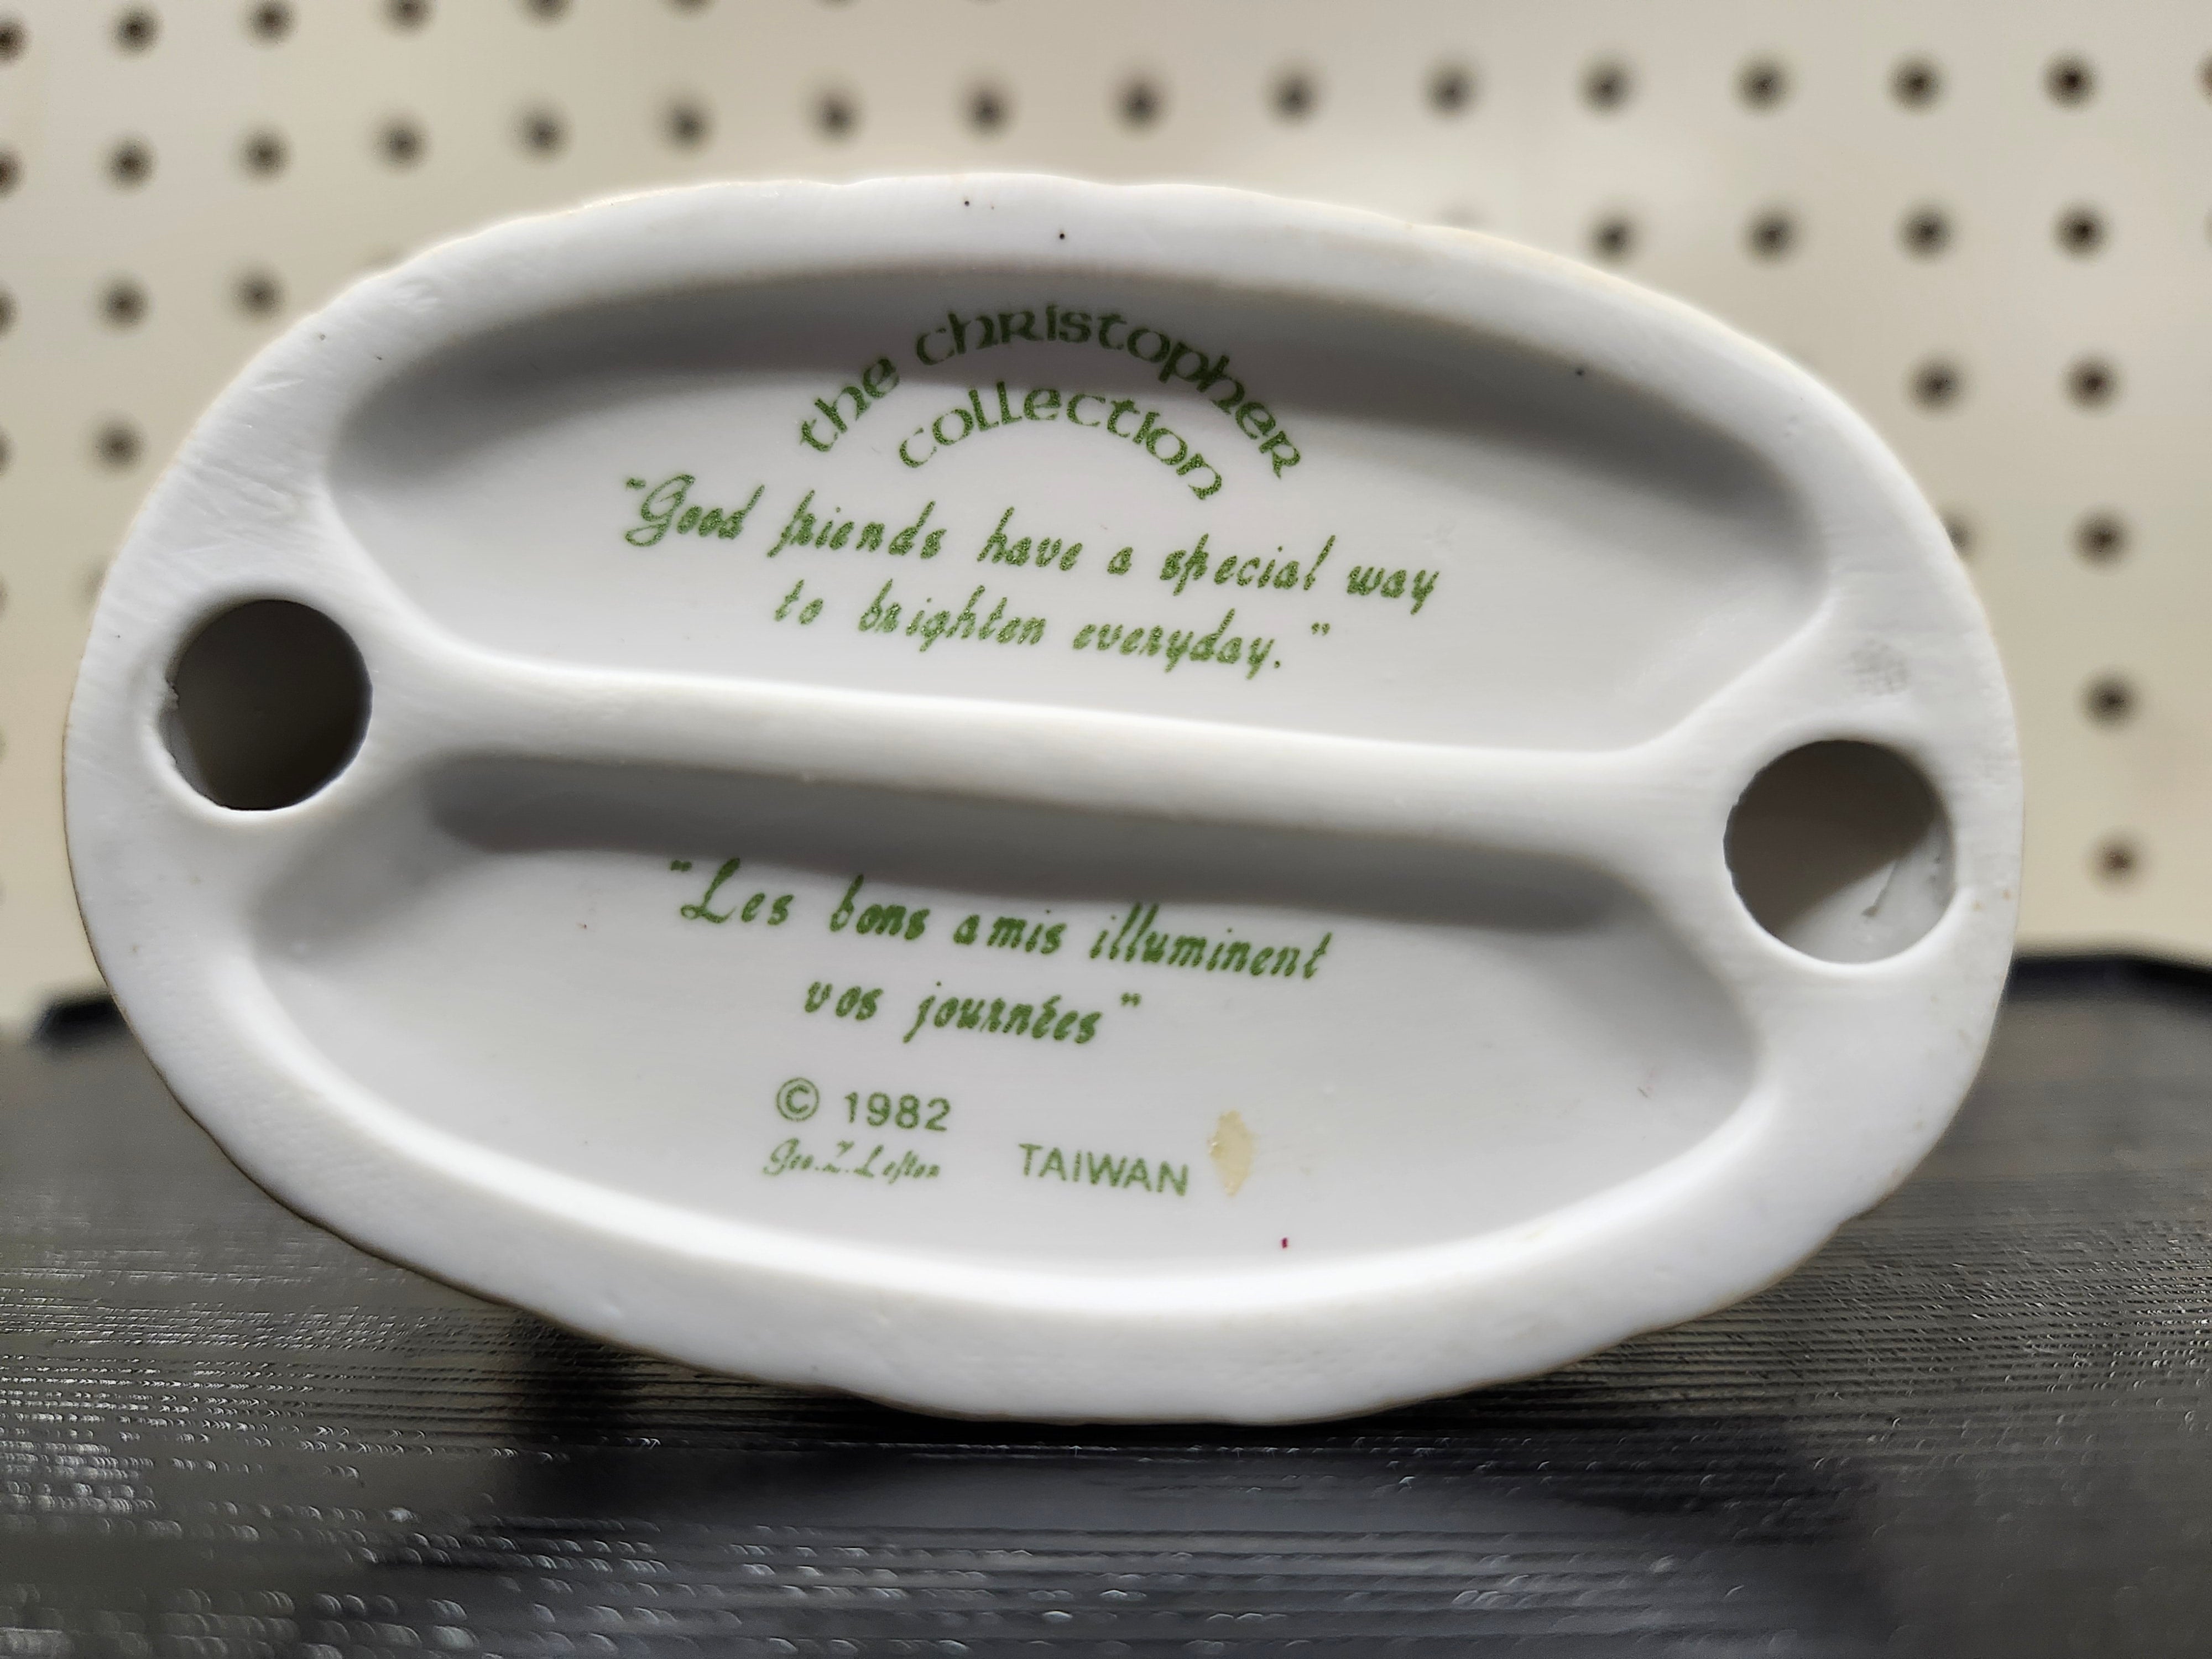 the christopher
collection
"Good friends have a special way
to brighten everyday."
"Les bons amis illuminent
vos journées"
© 1982
Geo. Z. Lefton TAIWAN